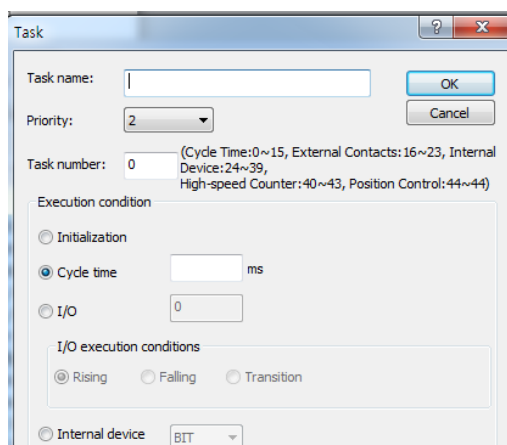 Task
?
X
Task name:
OK
Priority:
2
Cancel
Task number:
0
(Cycle Time:0~15, External Contacts:16~23, Internal
Device:24~39,
High-speed Counter:40~43, Position Control:44~44)
Execution condition
Initialization
Cycle time
ms
I/O
0
I/O execution conditions
Rising
Falling
Transition
Internal device
BIT